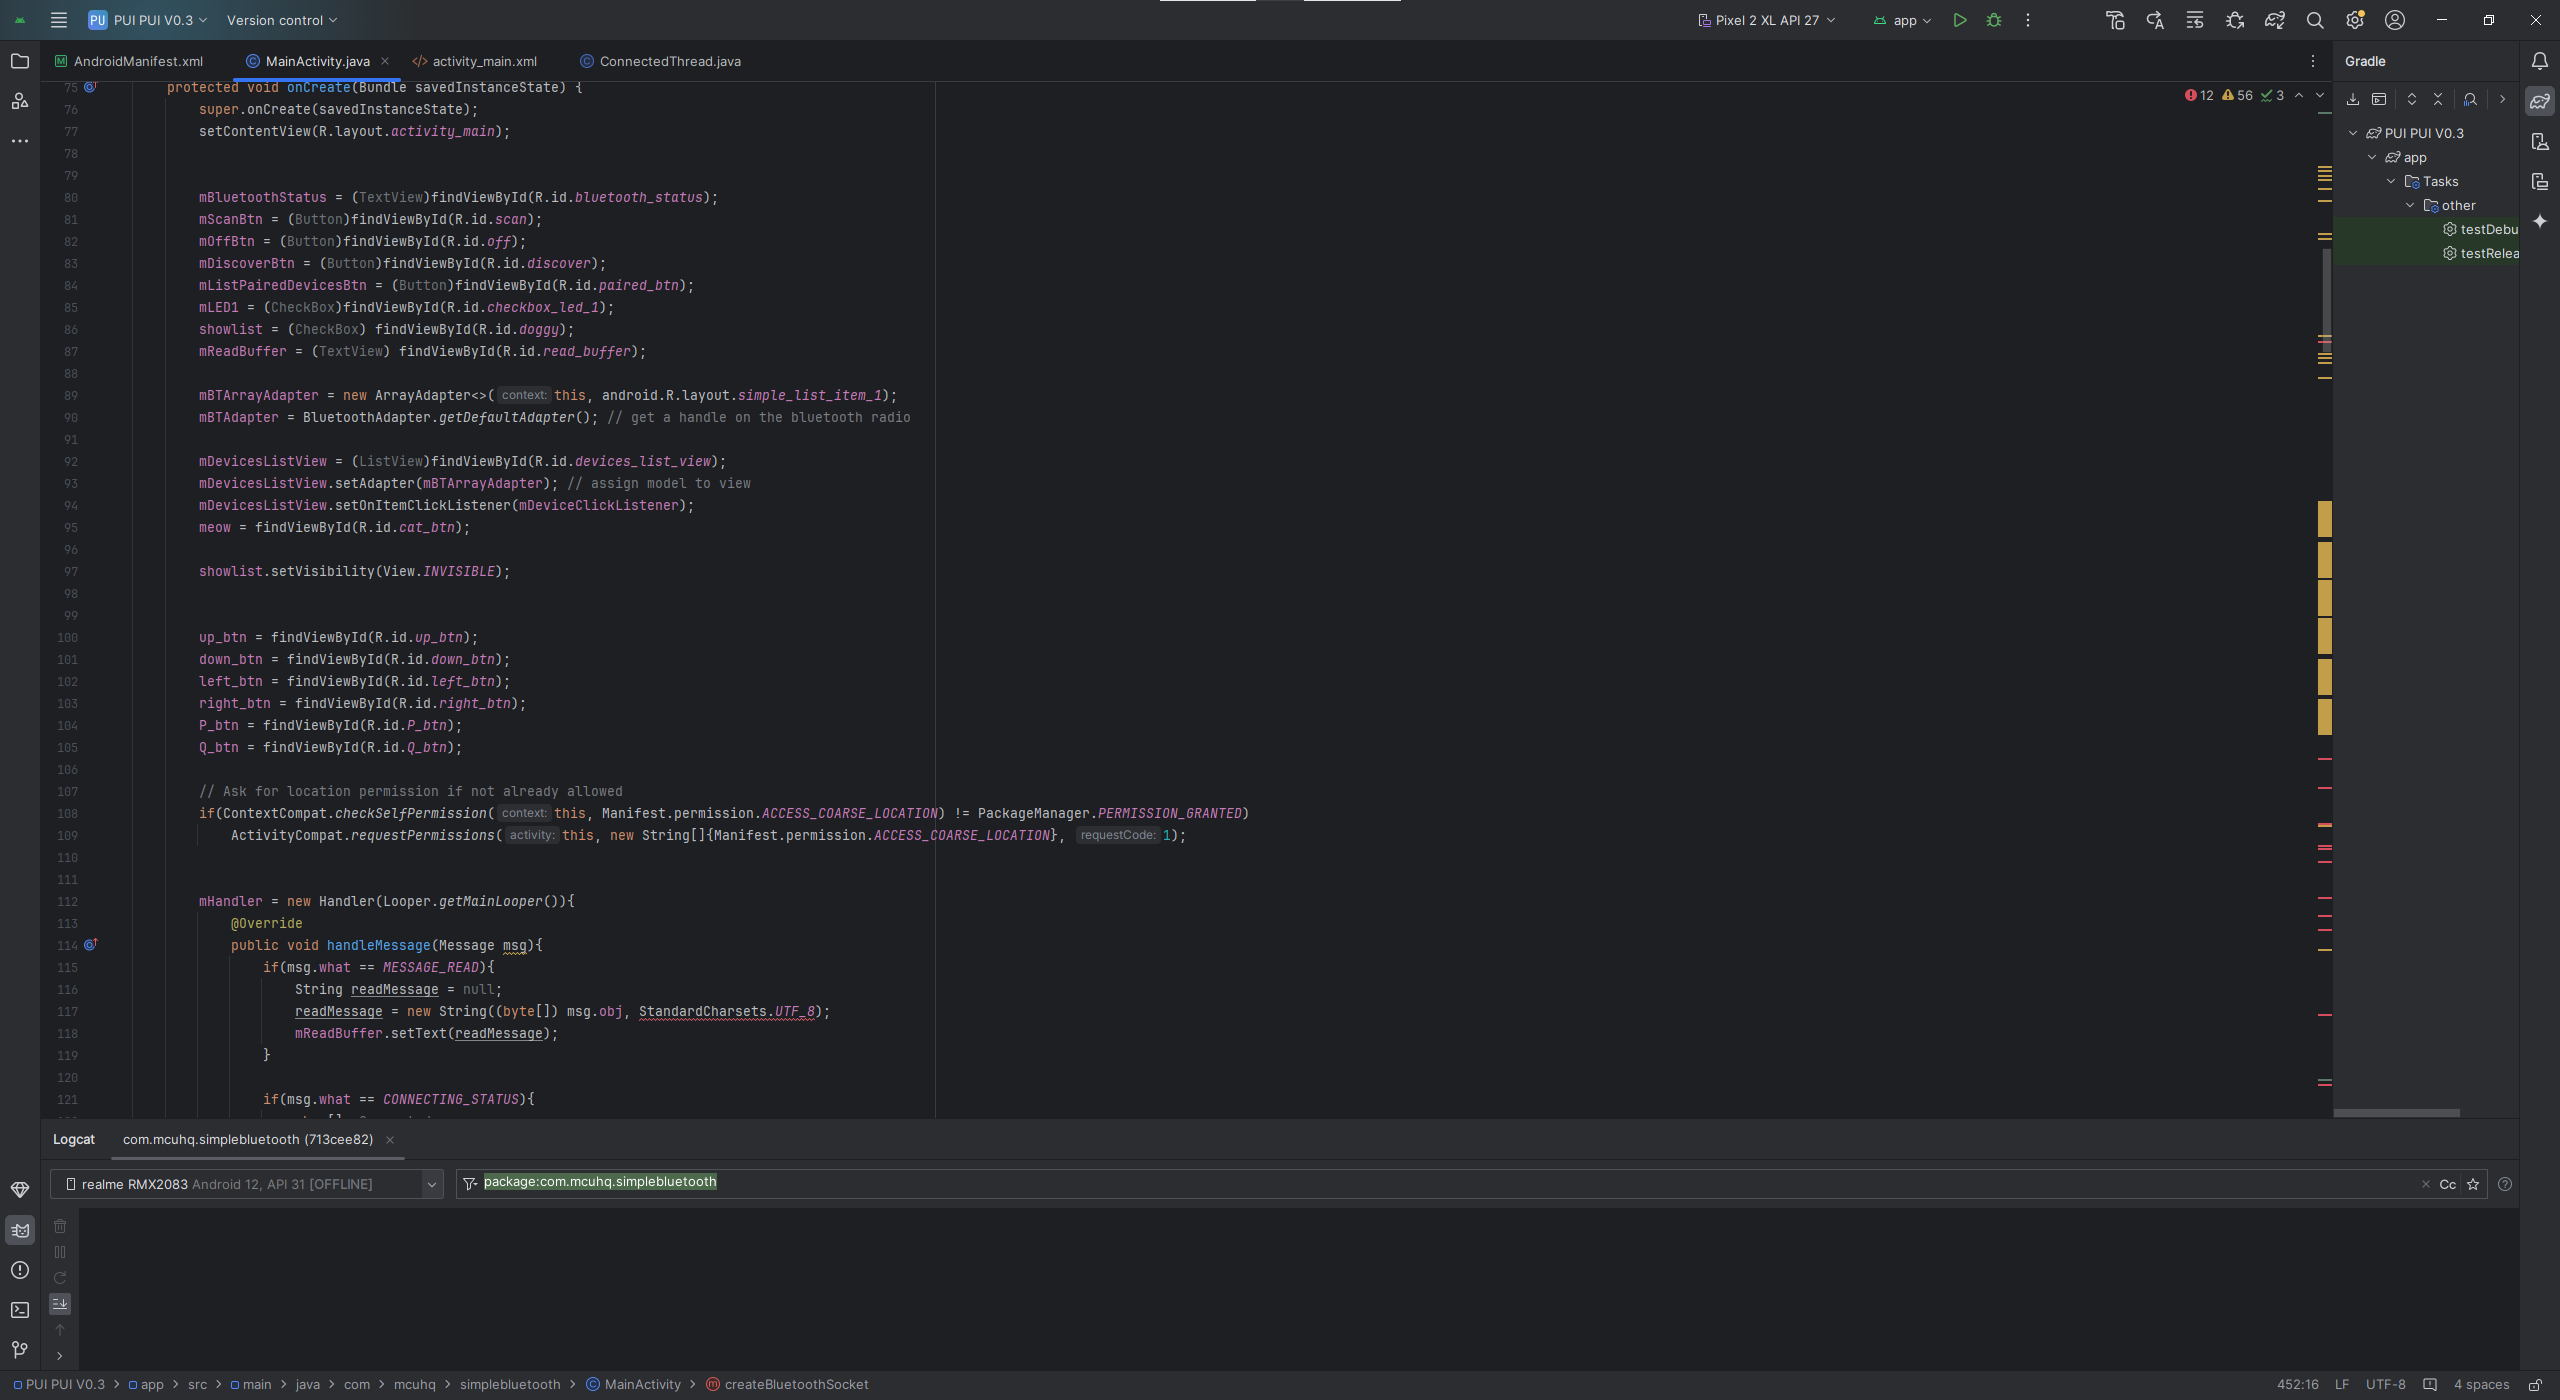 PU PUI PUI V0.3 Version control Pixel 2 XL API 27 app
AndroidManifest.xml MainActivity.java activity_main.xml ConnectedThread.java Gradle
12 56 3
75 protected void onCreate(Bundle savedInstanceState) {
76 super.onCreate(savedInstanceState);
77 setContentView(R.layout.activity_main);
78
79
80 mBluetoothStatus = (TextView)findViewById(R.id.bluetooth_status);
81 mScanBtn = (Button)findViewById(R.id.scan);
82 mOffBtn = (Button)findViewById(R.id.off);
83 mDiscoverBtn = (Button)findViewById(R.id.discover);
84 mListPairedDevicesBtn = (Button)findViewById(R.id.paired_btn);
85 mLED1 = (CheckBox)findViewById(R.id.checkbox_led_1);
86 showlist = (CheckBox) findViewById(R.id.doggy);
87 mReadBuffer = (TextView) findViewById(R.id.read_buffer);
88
89 mBTArrayAdapter = new ArrayAdapter<>( context: this, android.R.layout.simple_list_item_1);
90 mBTAdapter = BluetoothAdapter.getDefaultAdapter(); // get a handle on the bluetooth radio
91
92 mDevicesListView = (ListView)findViewById(R.id.devices_list_view);
93 mDevicesListView.setAdapter(mBTArrayAdapter); // assign model to view
94 mDevicesListView.setOnItemClickListener(mDeviceClickListener);
95 meow = findViewById(R.id.cat_btn);
96
97 showlist.setVisibility(View.INVISIBLE);
98
99
100 up_btn = findViewById(R.id.up_btn);
101 down_btn = findViewById(R.id.down_btn);
102 left_btn = findViewById(R.id.left_btn);
103 right_btn = findViewById(R.id.right_btn);
104 P_btn = findViewById(R.id.P_btn);
105 Q_btn = findViewById(R.id.Q_btn);
106
107 // Ask for location permission if not already allowed
108 if(ContextCompat.checkSelfPermission( context: this, Manifest.permission.ACCESS_COARSE_LOCATION) != PackageManager.PERMISSION_GRANTED)
109 ActivityCompat.requestPermissions( activity: this, new String[]{Manifest.permission.ACCESS_COARSE_LOCATION}, requestCode: 1);
110
111
112 mHandler = new Handler(Looper.getMainLooper()){
113 @Override
114 public void handleMessage(Message msg){
115 if(msg.what == MESSAGE_READ){
116 String readMessage = null;
117 readMessage = new String((byte[]) msg.obj, StandardCharsets.UTF_8);
118 mReadBuffer.setText(readMessage);
119 }
120
121 if(msg.what == CONNECTING_STATUS){
PUI PUI V0.3
app
Tasks
other
testDebu
testRelea
Logcat com.mcuhq.simplebluetooth (713cee82)
realme RMX2083 Android 12, API 31 [OFFLINE] package:com.mcuhq.simplebluetooth Cc
PUI PUI V0.3 > app > src > main > java > com > mcuhq > simplebluetooth > MainActivity > createBluetoothSocket 452:16 LF UTF-8 4 spaces